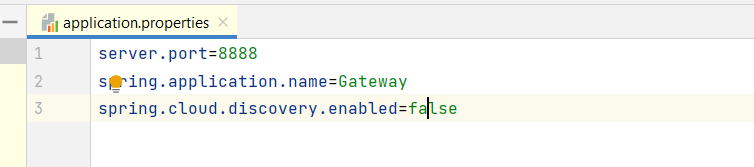 application.properties
1 server.port=8888
2 spring.application.name=Gateway
3 spring.cloud.discovery.enabled=false